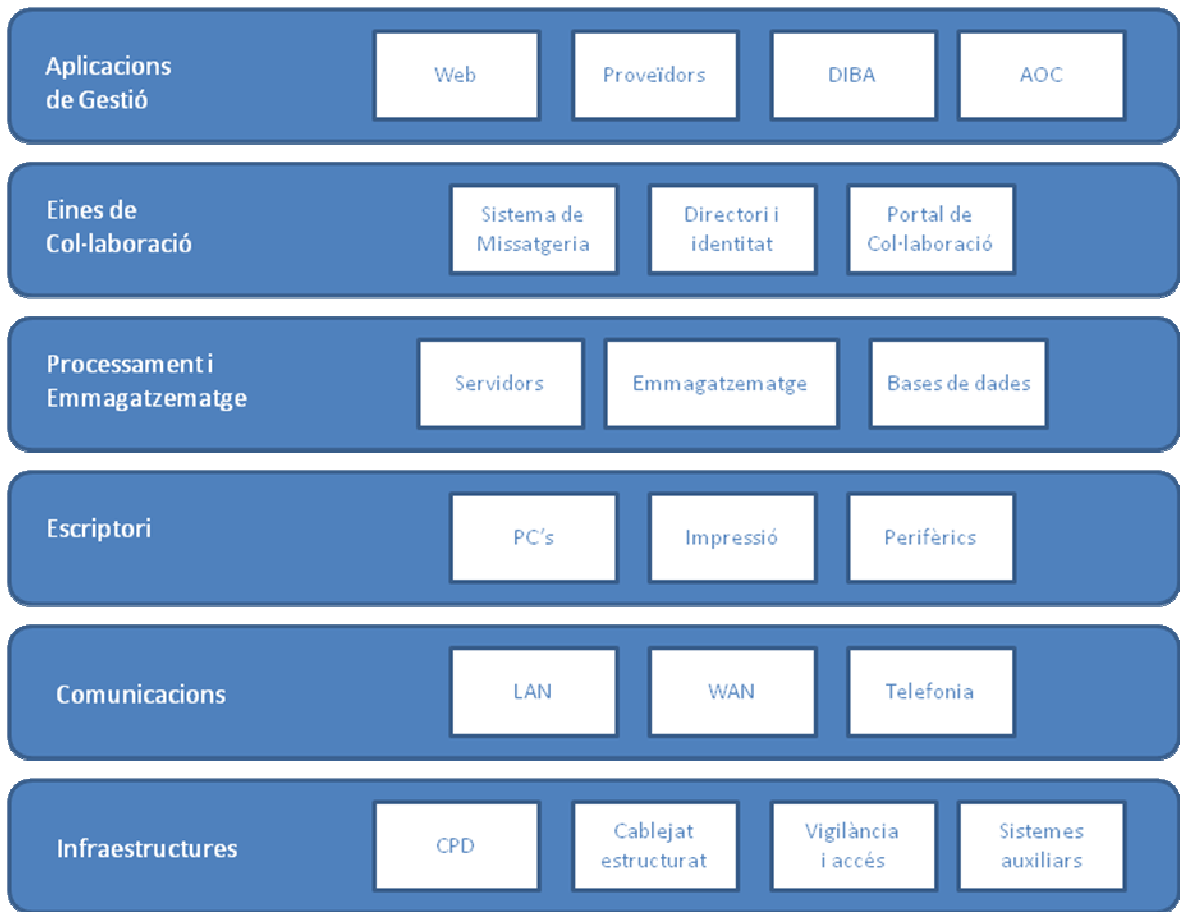 Aplicacions
de Gestió
Web
Proveïdors
DIBA
AOC
Eines de
Col·laboració
Sistema de
Missatgeria
Directori i
identitat
Portal de
Col·laboració
Processament i
Emmagatzematge
Servidors
Emmagatzematge
Bases de dades
Escriptori
PC's
Impressió
Perifèrics
Comunicacions
LAN
WAN
Telefonia
Infraestructures
CPD
Cablejat
estructurat
Vigilància
i accés
Sistemes
auxiliars